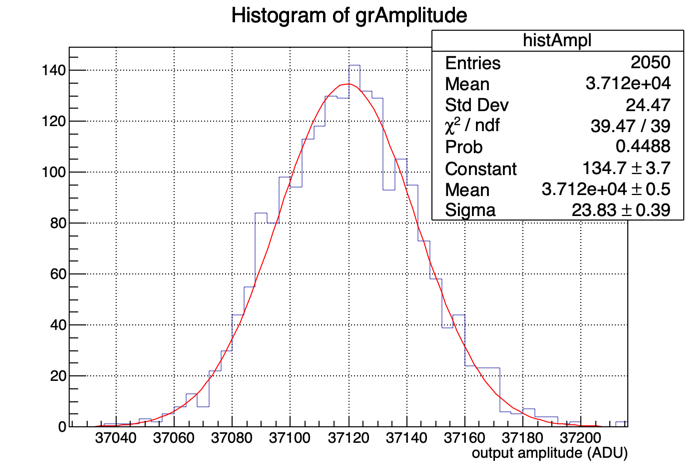 Histogram of grAmplitude
histAmpl
Entries 2050
Mean 3.712e+04
Std Dev 24.47
χ² / ndf 39.47 / 39
Prob 0.4488
Constant 134.7 ± 3.7
Mean 3.712e+04 ± 0.5
Sigma 23.83 ± 0.39
140
120
100
80
60
40
20
0
37040 37060 37080 37100 37120 37140 37160 37180 37200
output amplitude (ADU)